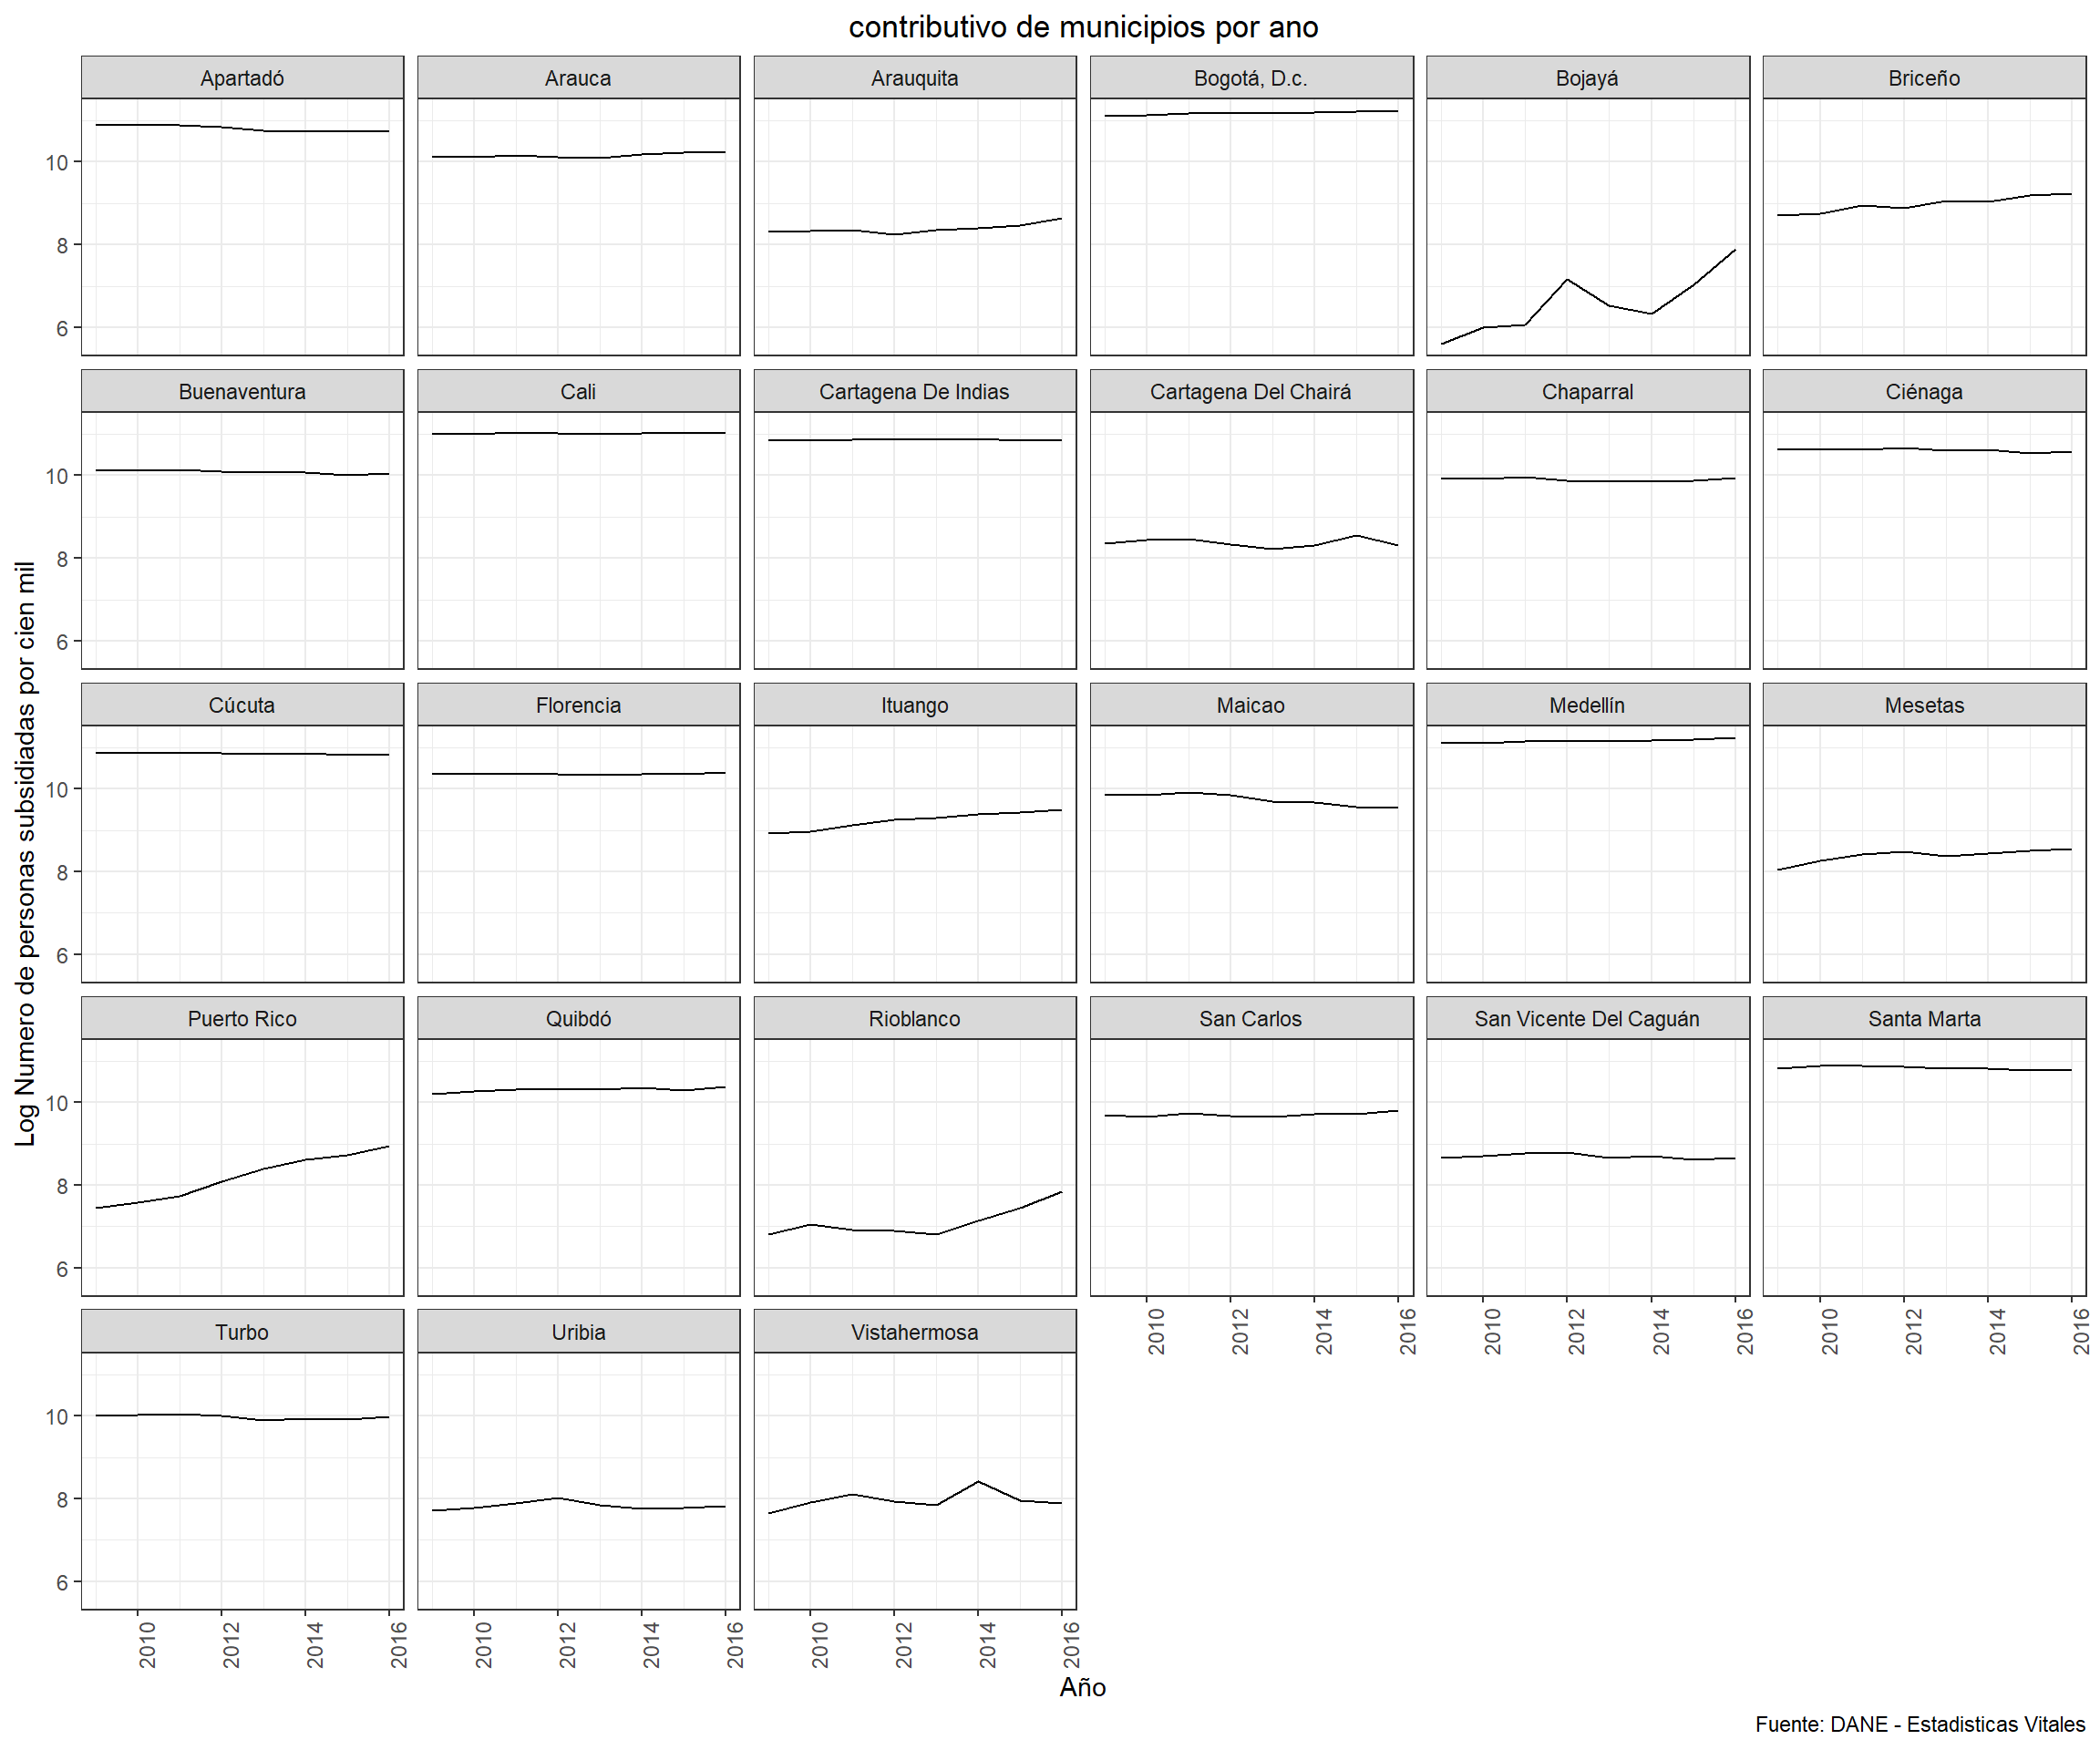 contributivo de municipios por ano
Apartadó Arauca Arauquita Bogotá, D.c. Bojayá Briceño
10
8
6
Buenaventura Cali Cartagena De Indias Cartagena Del Chairá Chaparral Ciénaga
10
8
6
Cúcuta Florencia Ituango Maicao Medellín Mesetas
10
8
6
Puerto Rico Quibdó Rioblanco San Carlos San Vicente Del Caguán Santa Marta
10
8
6
2010 2012 2014 2016 2010 2012 2014 2016 2010 2012 2014 2016
Turbo Uribia Vistahermosa
10
8
6
2010 2012 2014 2016 2010 2012 2014 2016 2010 2012 2014 2016
Log Numero de personas subsidiadas por cien mil
Año
Fuente: DANE - Estadisticas Vitales